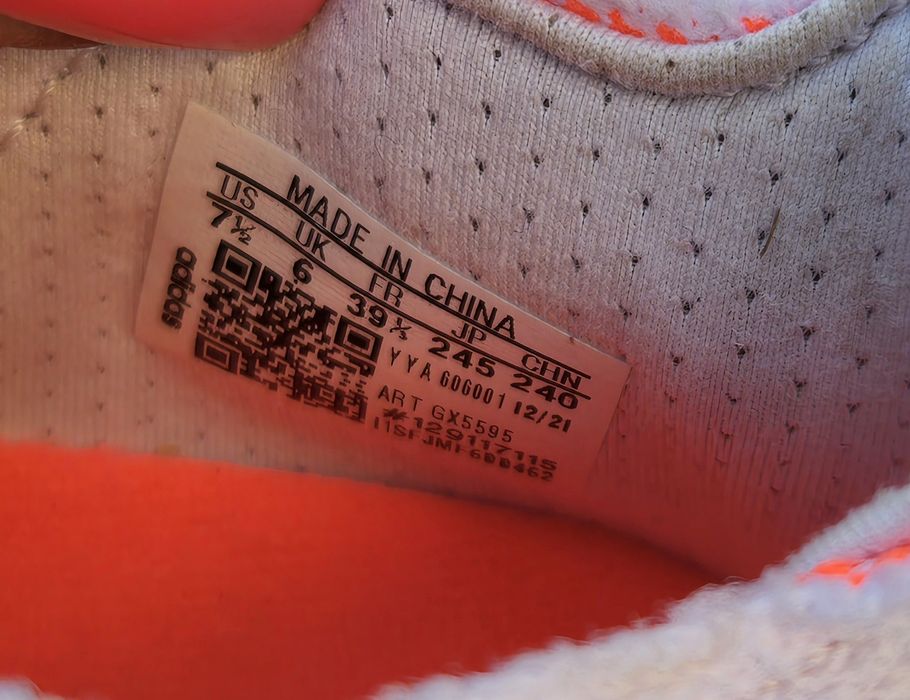 MADE IN CHINA
US UK FR JP CHN
7½ 6 39⅓ 245 240
adidas
YYA 606001 12/21
ART GX5595
#129117115